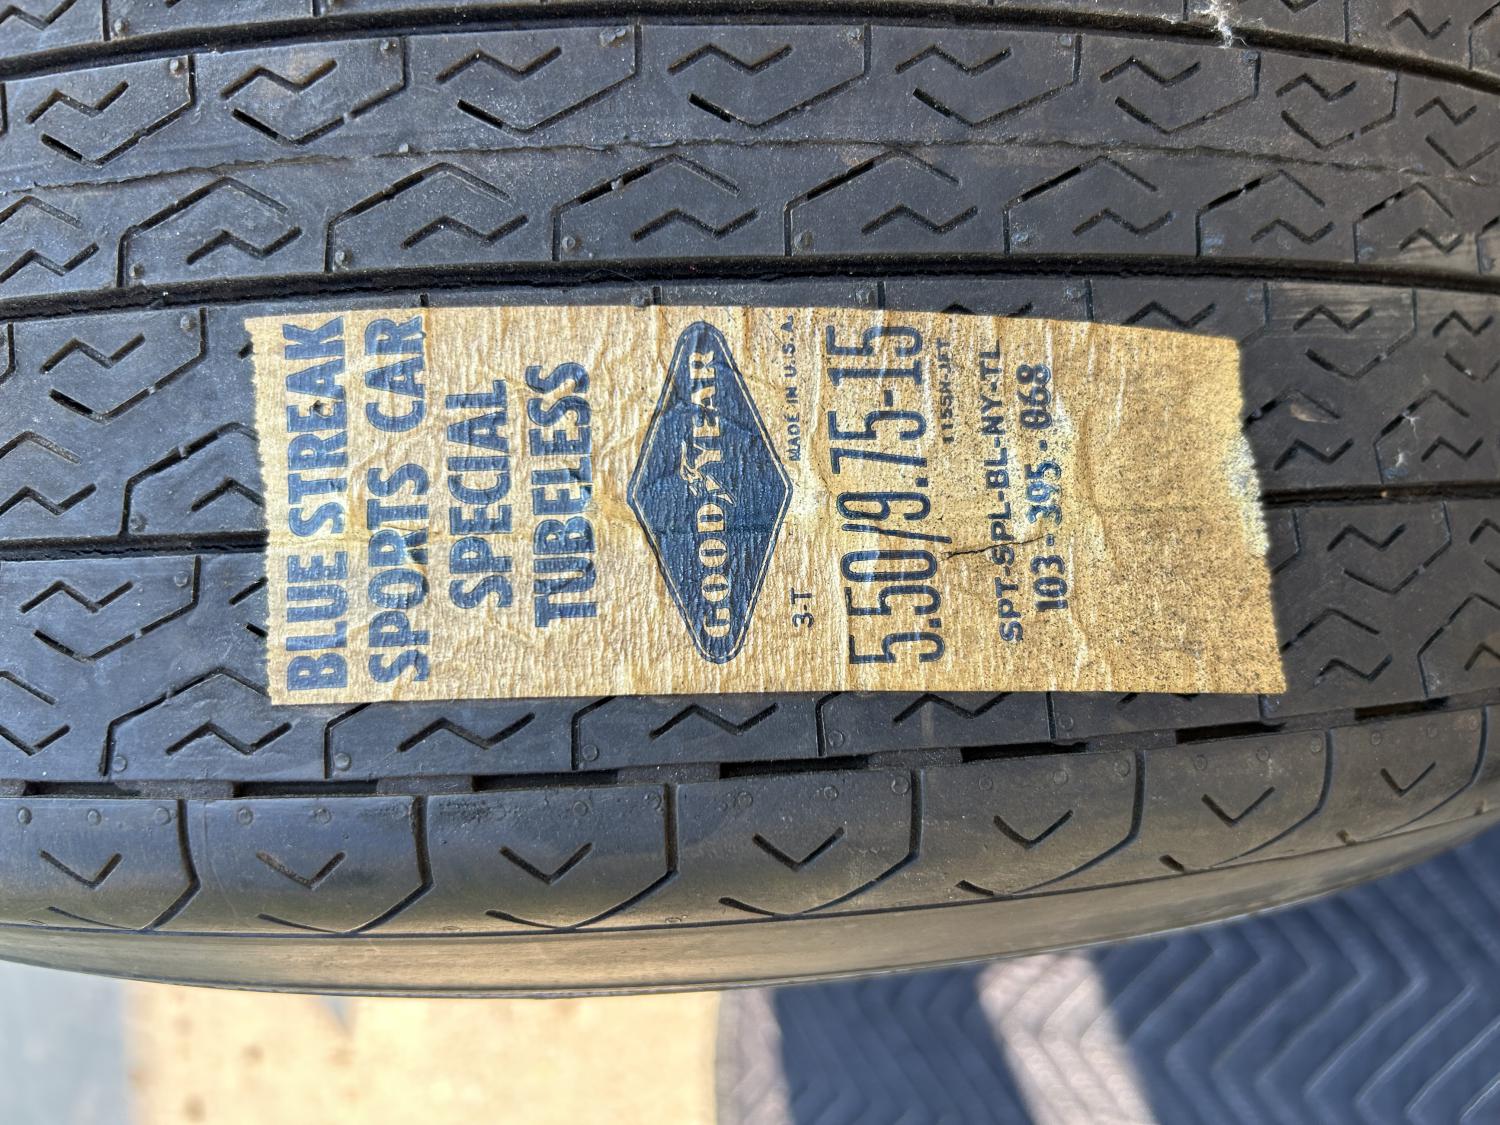 BLUE STREAK
SPORTS CAR
SPECIAL
TUBELESS
GOODYEAR
3-T MADE IN U.S.A.
5.50/9.75-15
SPT-SPL-BL-NY-TL
103-395-868